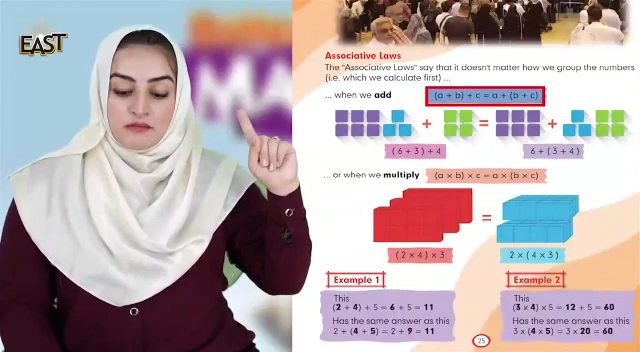 EAST
MA
Associative Laws
The "Associative Laws" say that it doesn't matter how we group the numbers
(i.e. which we calculate first) ...
... when we add (a + b) + c = a + (b + c)
+ = +
(6 + 3) + 4 6 + (3 + 4)
... or when we multiply (a × b) × c = a × (b × c)
=
(2 × 4) × 3 2 × (4 × 3)
Example 1
This
(2 + 4) + 5 = 6 + 5 = 11
Has the same answer as this
2 + (4 + 5) = 2 + 9 = 11
Example 2
This
(3 × 4) × 5 = 12 × 5 = 60
Has the same answer as this
3 × (4 × 5) = 3 × 20 = 60
25